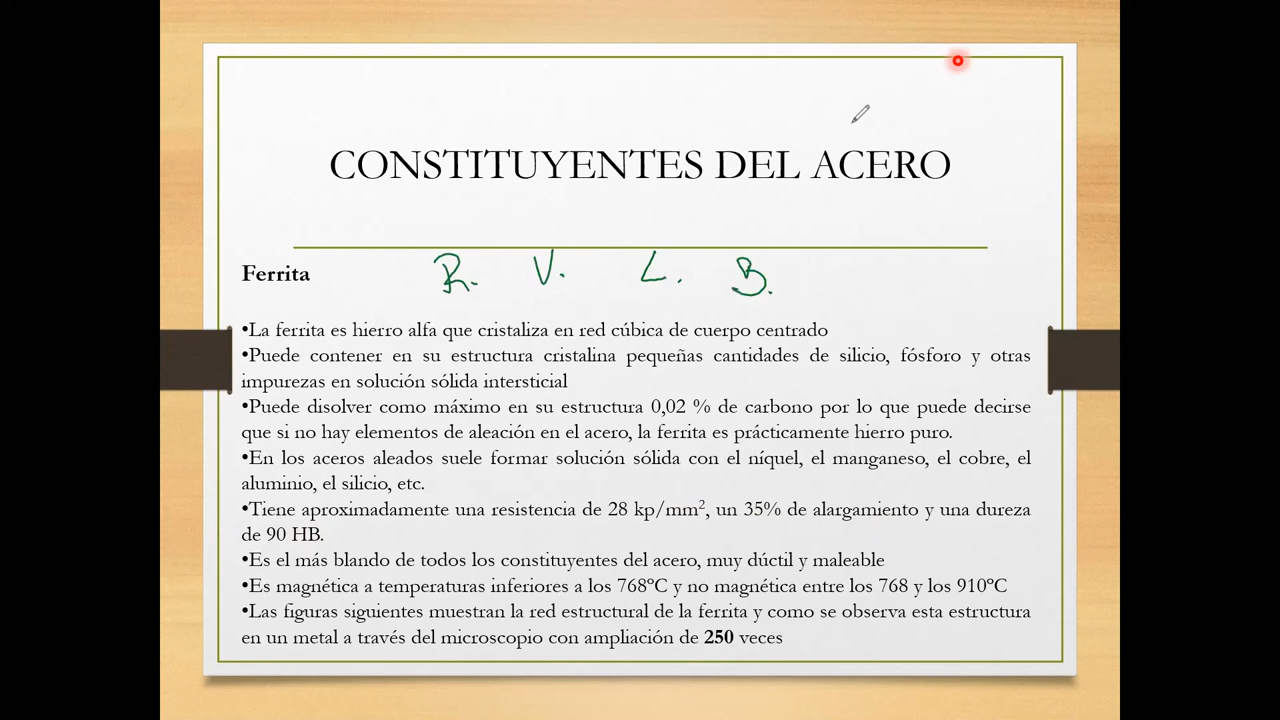 CONSTITUYENTES DEL ACERO
Ferrita R. V. L. B.
•La ferrita es hierro alfa que cristaliza en red cúbica de cuerpo centrado
•Puede contener en su estructura cristalina pequeñas cantidades de silicio, fósforo y otras
impurezas en solución sólida intersticial
•Puede disolver como máximo en su estructura 0,02 % de carbono por lo que puede decirse
que si no hay elementos de aleación en el acero, la ferrita es prácticamente hierro puro.
•En los aceros aleados suele formar solución sólida con el níquel, el manganeso, el cobre, el
aluminio, el silicio, etc.
•Tiene aproximadamente una resistencia de 28 kp/mm², un 35% de alargamiento y una dureza
de 90 HB.
•Es el más blando de todos los constituyentes del acero, muy dúctil y maleable
•Es magnética a temperaturas inferiores a los 768ºC y no magnética entre los 768 y los 910ºC
•Las figuras siguientes muestran la red estructural de la ferrita y como se observa esta estructura
en un metal a través del microscopio con ampliación de 250 veces